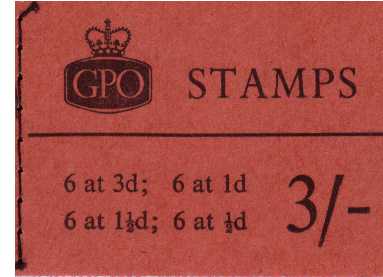 GPO STAMPS
6 at 3d; 6 at 1d
6 at 1½d; 6 at ½d
3/-